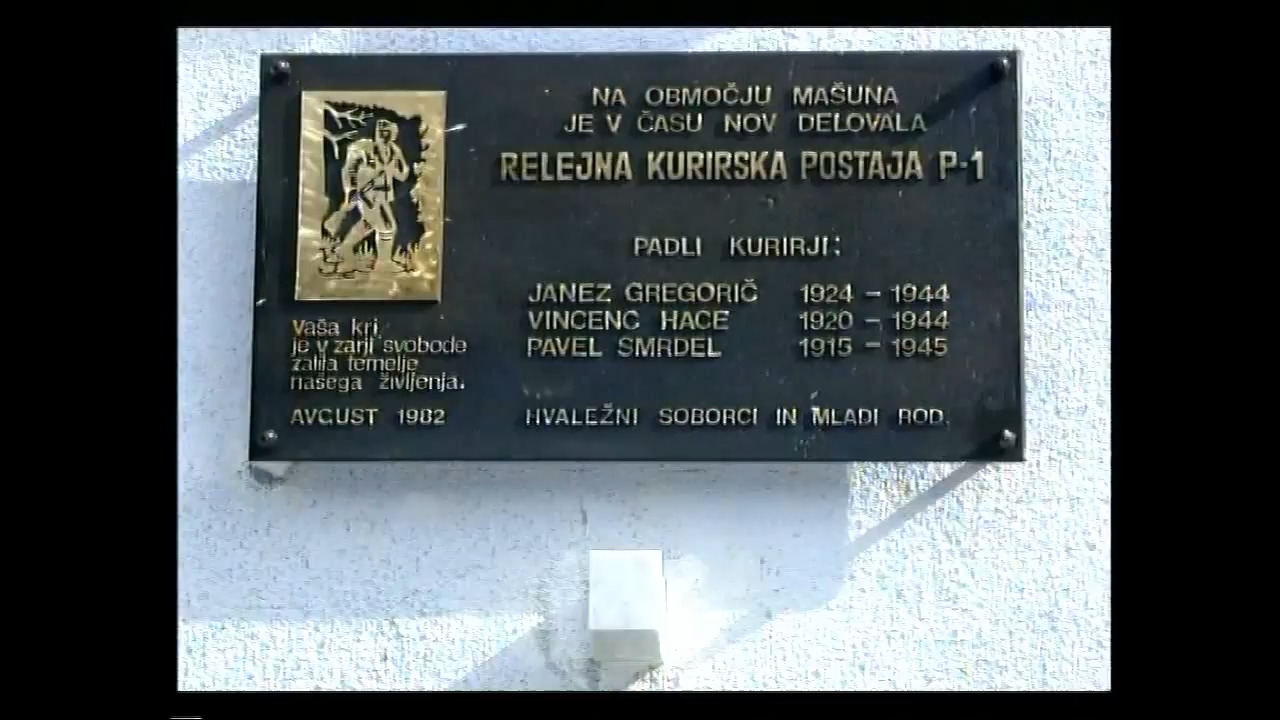 NA OBMOČJU MAŠUNA
JE V ČASU NOV DELOVALA
RELEJNA KURIRSKA POSTAJA P-1
PADLI KURIRJI:
JANEZ GREGORIČ 1924 - 1944
VINCENC HACE 1920 - 1944
PAVEL SMRDEL 1915 - 1945
Vaša kri,
je v zarji svobode
zalila temelje
našega življenja.
AVGUST 1982
HVALEŽNI SOBORCI IN MLADI ROD.